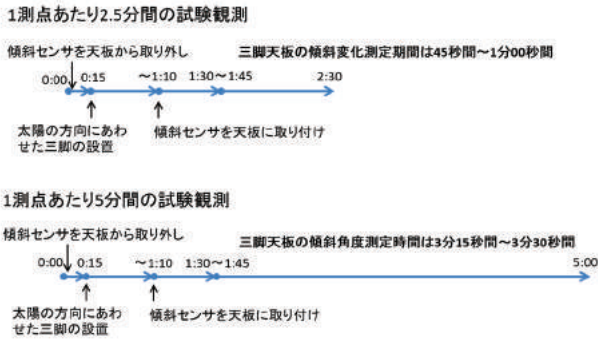 1測点あたり2.5分間の試験観測
傾斜センサを天板から取り外し
三脚天板の傾斜変化測定期間は45秒間～1分00秒間
0:00 0:15 ～1:10 1:30～1:45 2:30
太陽の方向にあわ
せた三脚の設置
傾斜センサを天板に取り付け
1測点あたり5分間の試験観測
傾斜センサを天板から取り外し
三脚天板の傾斜角度測定時間は3分15秒間～3分30秒間
0:00 0:15 ～1:10 1:30～1:45 5:00
太陽の方向にあわ
せた三脚の設置
傾斜センサを天板に取り付け